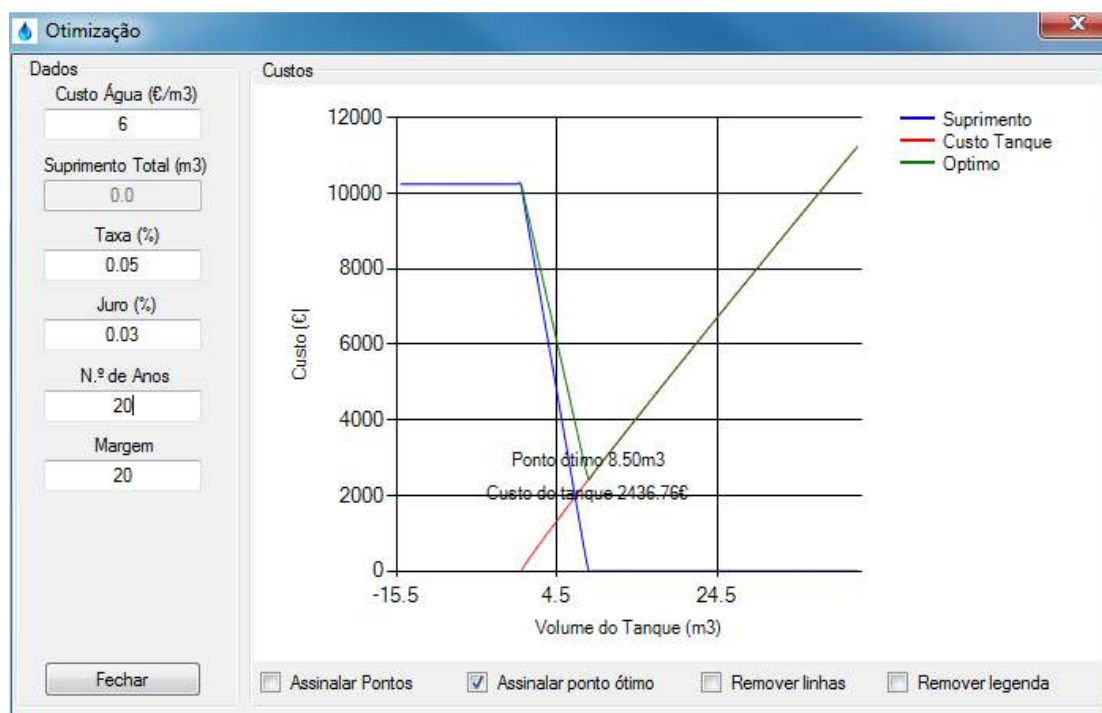 Otimização
Dados
Custo Água (€/m3)
6
Suprimento Total (m3)
0.0
Taxa (%)
0.05
Juro (%)
0.03
N.º de Anos
20
Margem
20
Fechar
Custos
12000
10000
8000
6000
4000
2000
0
-15.5
4.5
24.5
Custo (€)
Volume do Tanque (m3)
Ponto ótimo 8.50m3
Custo do tanque 2436.76€
Suprimento
Custo Tanque
Optimo
Assinalar Pontos
Assinalar ponto ótimo
Remover linhas
Remover legenda